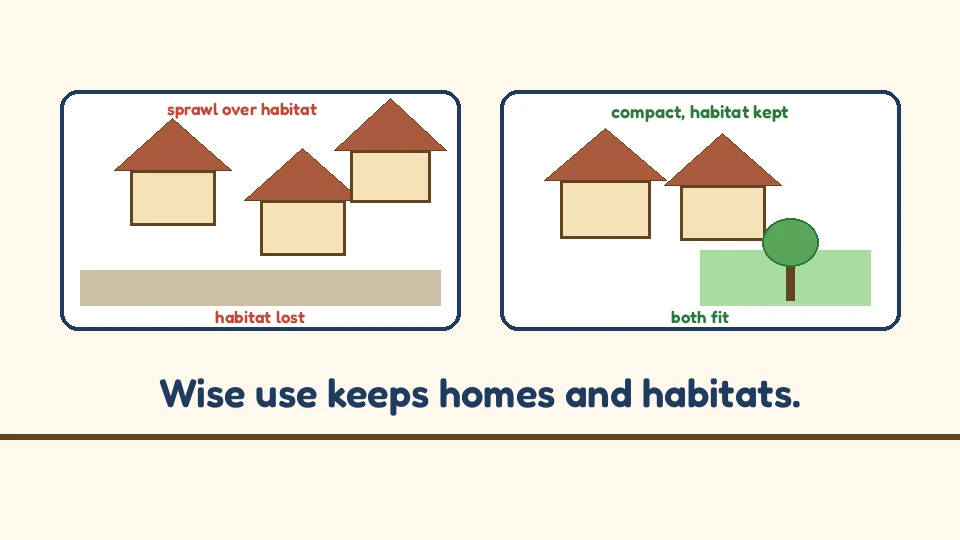 sprawl over habitat
habitat lost
compact, habitat kept
both fit
Wise use keeps homes and habitats.